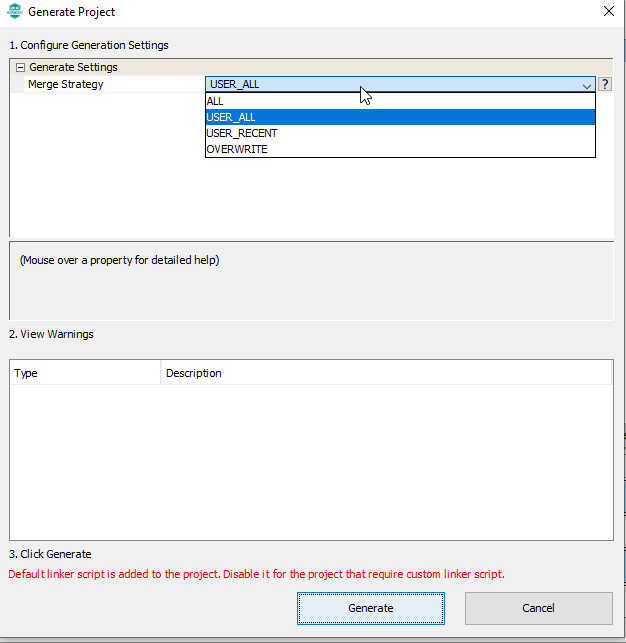 Generate Project
1. Configure Generation Settings
Generate Settings
Merge Strategy USER_ALL ?
ALL
USER_ALL
USER_RECENT
OVERWRITE
(Mouse over a property for detailed help)
2. View Warnings
Type Description
3. Click Generate
Default linker script is added to the project. Disable it for the project that require custom linker script.
Generate Cancel